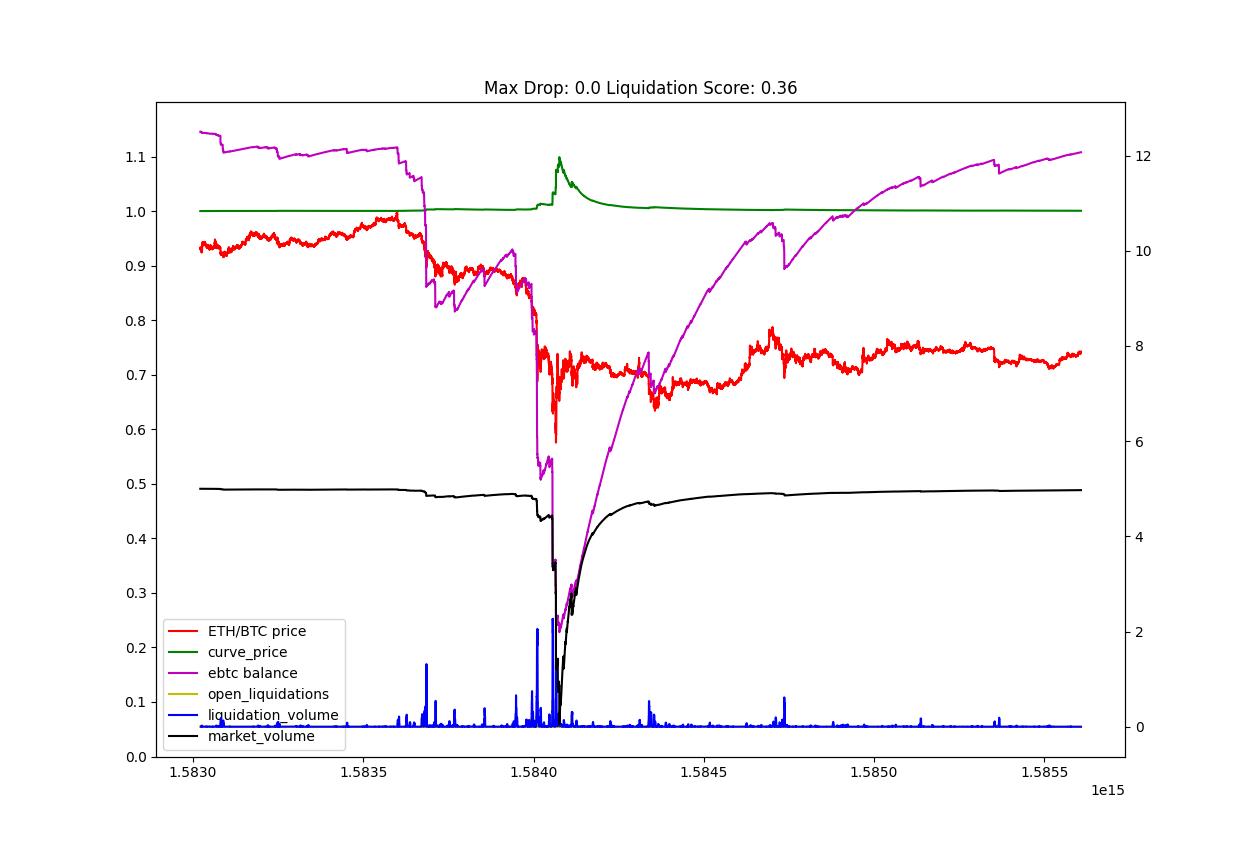 Max Drop: 0.0 Liquidation Score: 0.36
1.1
1.0
0.9
0.8
0.7
0.6
0.5
0.4
0.3
0.2
0.1
0.0
12
10
8
6
4
2
0
ETH/BTC price
curve_price
ebtc balance
open_liquidations
liquidation_volume
market_volume
1.5830 1.5835 1.5840 1.5845 1.5850 1.5855
1e15